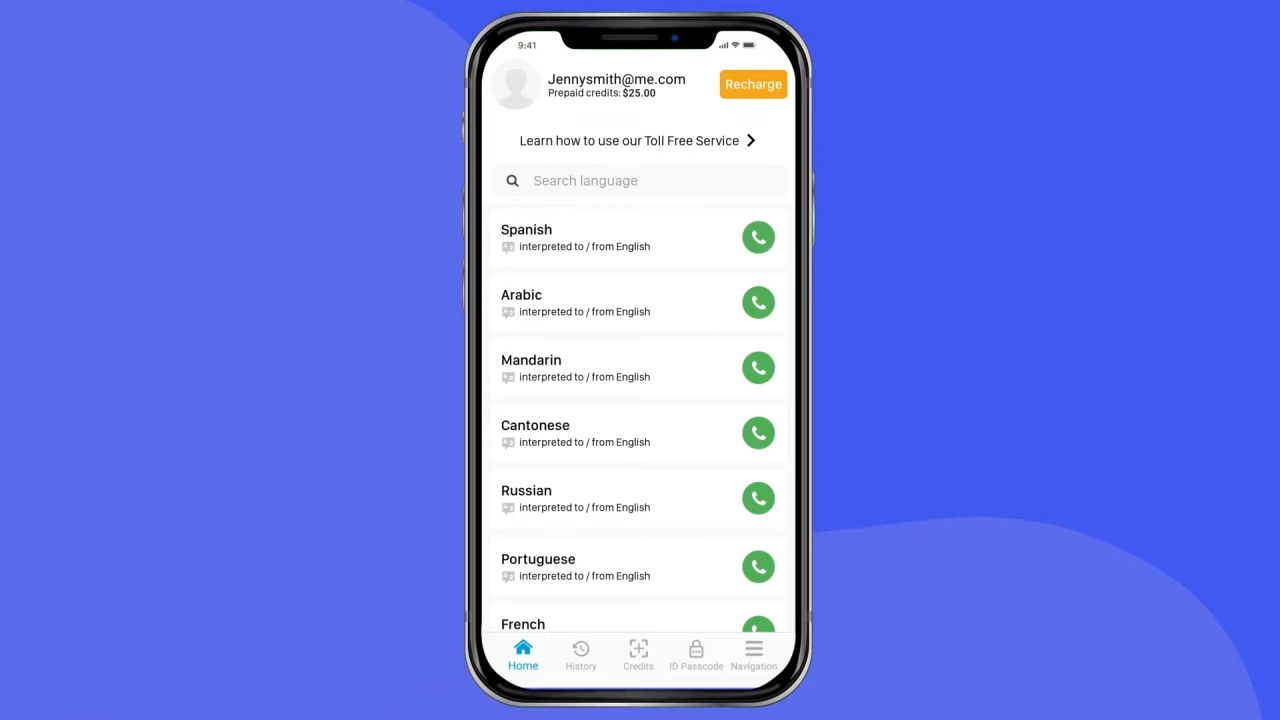 9:41
Jennysmith@me.com
Prepaid credits: $25.00
Recharge
Learn how to use our Toll Free Service
Search language
Spanish
interpreted to / from English
Arabic
interpreted to / from English
Mandarin
interpreted to / from English
Cantonese
interpreted to / from English
Russian
interpreted to / from English
Portuguese
interpreted to / from English
French
Home
History
Credits
ID Passcode
Navigation